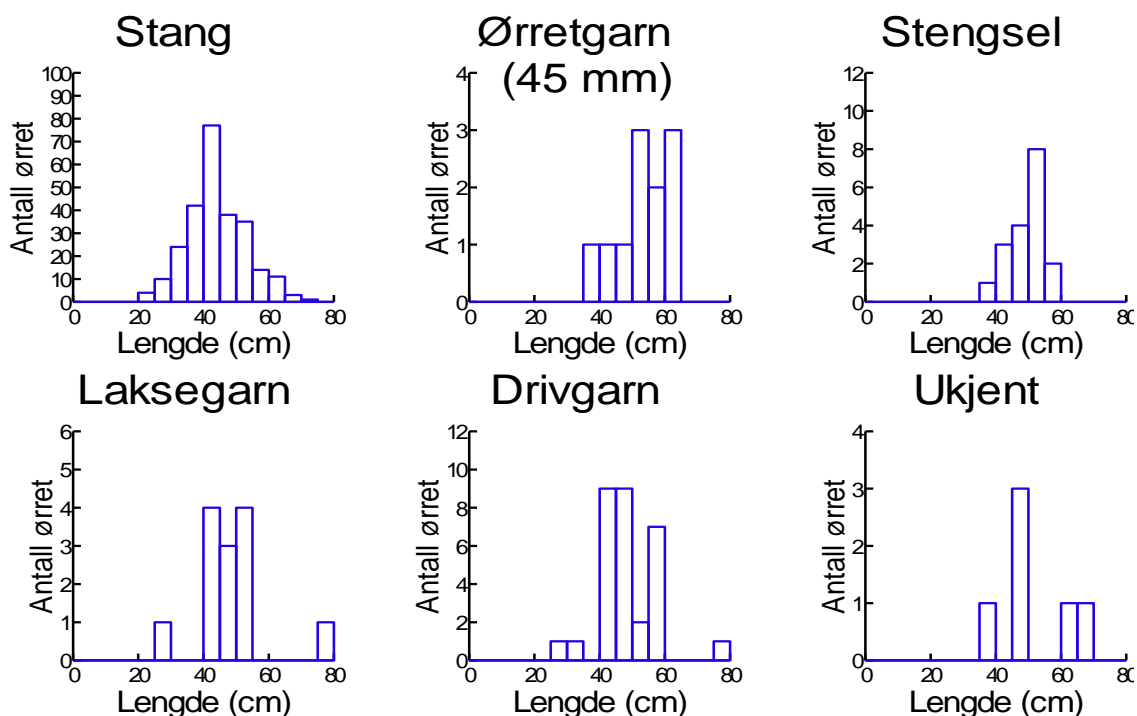 Stang
100
90
80
70
60
50
40
30
20
10
0
Antall ørret
0 20 40 60 80
Lengde (cm)
Ørretgarn
(45 mm)
4
3
2
1
0
Antall ørret
0 20 40 60 80
Lengde (cm)
Stengsel
12
10
8
6
4
2
0
Antall ørret
0 20 40 60 80
Lengde (cm)
Laksegarn
6
5
4
3
2
1
0
Antall ørret
0 20 40 60 80
Lengde (cm)
Drivgarn
12
10
8
6
4
2
0
Antall ørret
0 20 40 60 80
Lengde (cm)
Ukjent
4
3
2
1
0
Antall ørret
0 20 40 60 80
Lengde (cm)